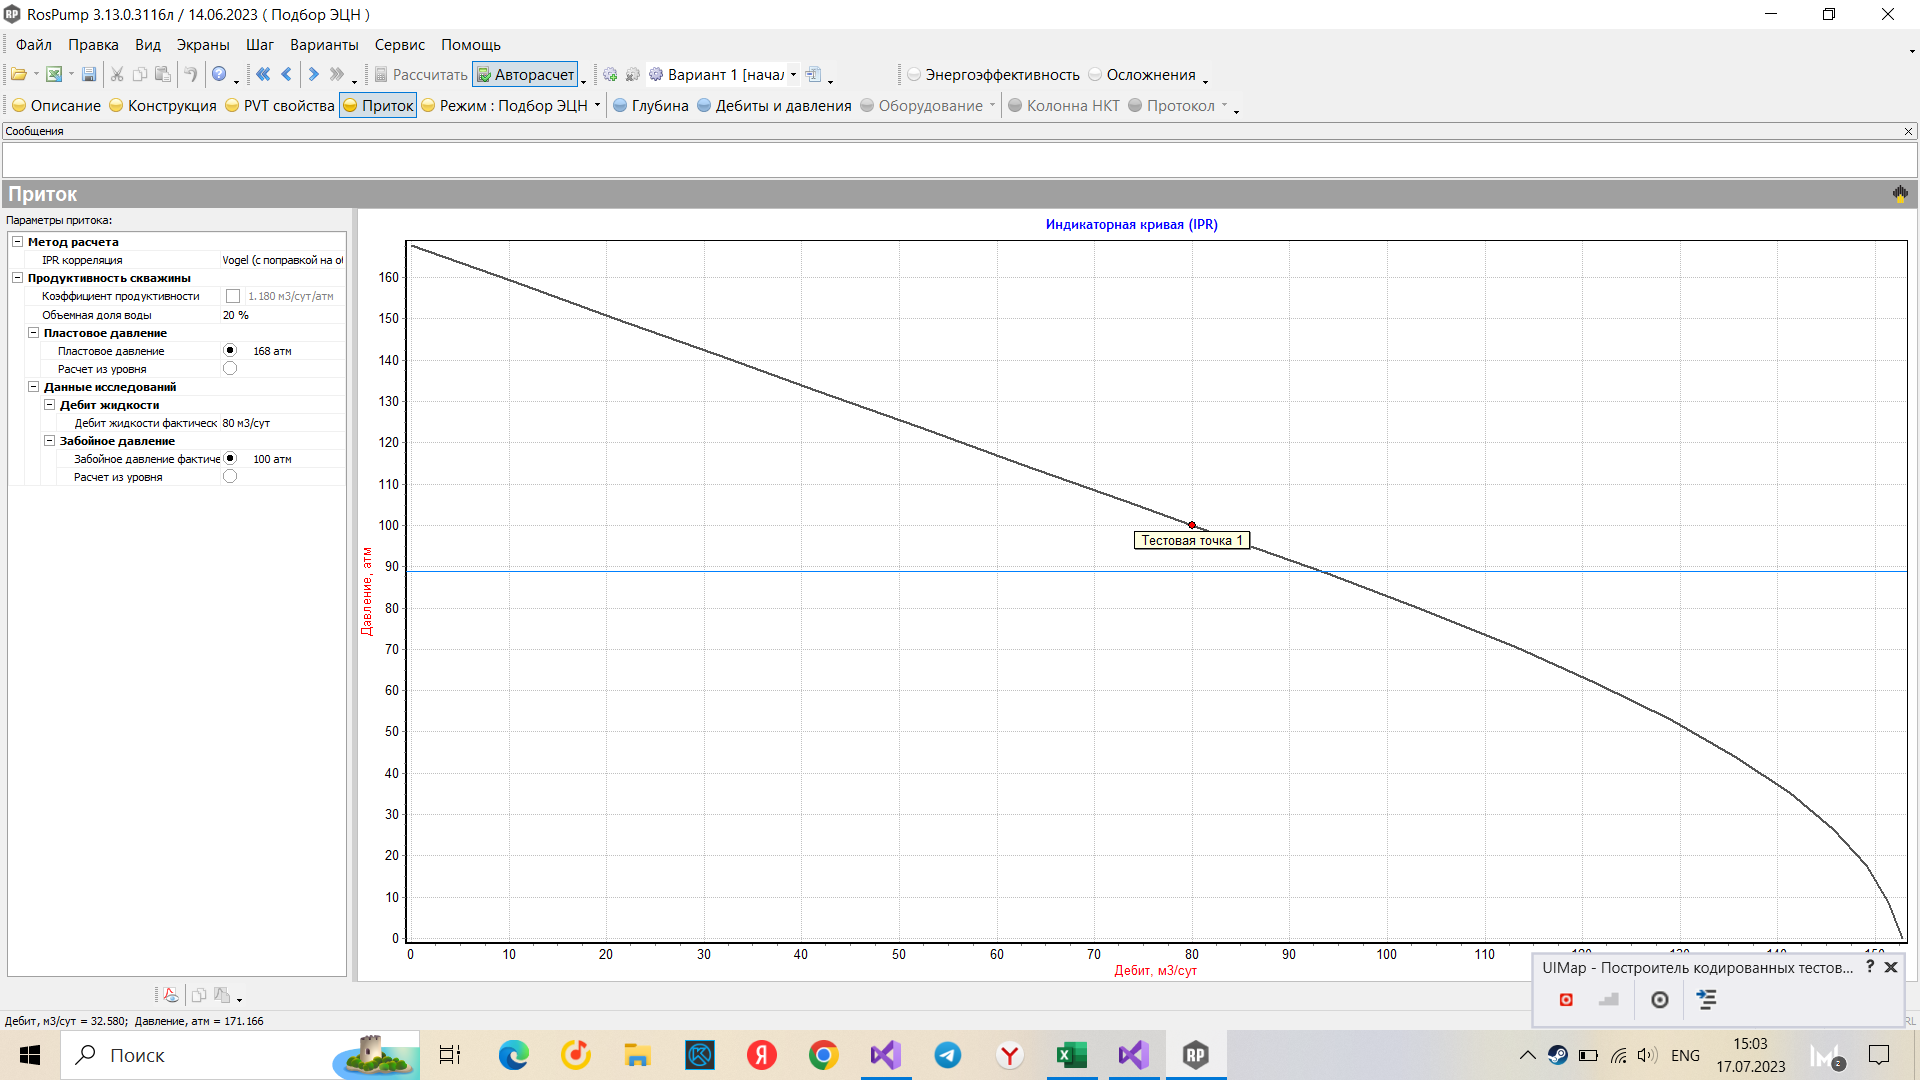 RosPump 3.13.0.3116л / 14.06.2023 ( Подбор ЭЦН )
Файл Правка Вид Экраны Шаг Варианты Сервис Помощь
Рассчитать Авторасчет Вариант 1 [начал Энергоэффективность Осложнения
Описание Конструкция PVT свойства Приток Режим : Подбор ЭЦН Глубина Дебиты и давления Оборудование Колонна НКТ Протокол
Сообщения
Приток
Параметры притока:
Метод расчета
IPR корреляция Vogel (с поправкой на о
Продуктивность скважины
Коэффициент продуктивности 1.180 м3/сут/атм
Объемная доля воды 20 %
Пластовое давление
Пластовое давление 168 атм
Расчет из уровня
Данные исследований
Дебит жидкости
Дебит жидкости фактическ 80 м3/сут
Забойное давление
Забойное давление фактиче 100 атм
Расчет из уровня
Индикаторная кривая (IPR)
160
150
140
130
120
110
100
90
80
70
60
50
40
30
20
10
0
Давление, атм
Тестовая точка 1
0 10 20 30 40 50 60 70 80 90 100 110 120 130 140 150
Дебит, м3/сут
UIMap - Построитель кодированных тестов...
Дебит, м3/сут = 32.580; Давление, атм = 171.166
RL
Поиск
ENG
15:03
17.07.2023
2